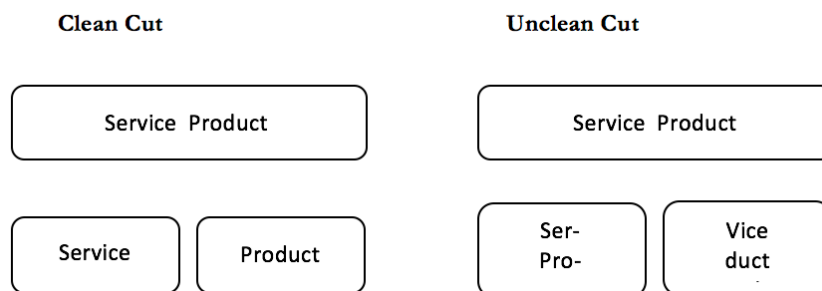 Clean Cut
Unclean Cut
Service Product
Service Product
Service
Product
Ser-
Pro-
Vice
duct